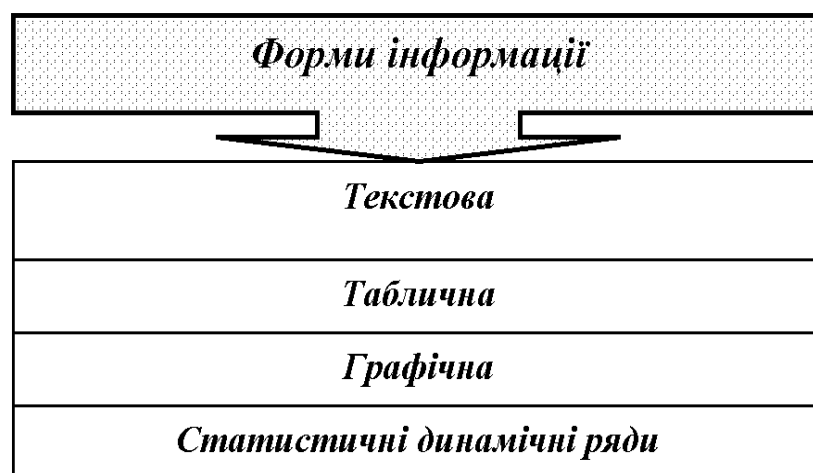 Форми інформації
Текстова
Таблична
Графічна
Статистичні динамічні ряди